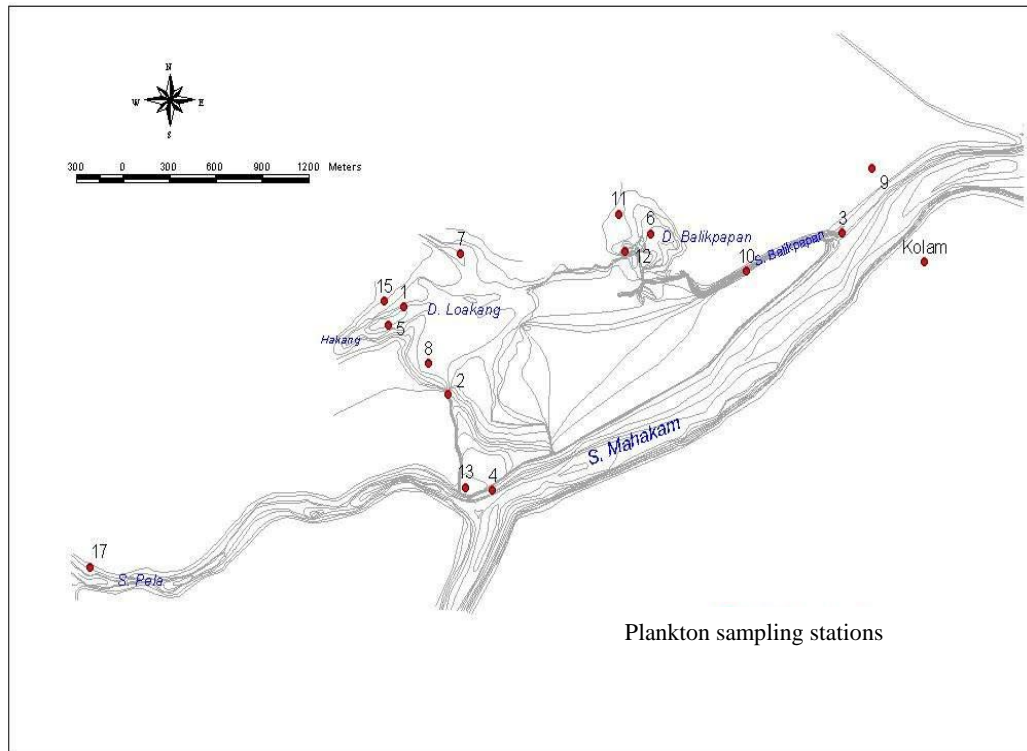 N
W E
S
300 0 300 600 900 1200 Meters
9
11
6
3
D. Balikpapan
S. Balikpapan
Kolam
12
10
7
15
1
D. Loakang
5
Hakang
8
2
S. Mahakam
13
4
17
S. Pela
Plankton sampling stations